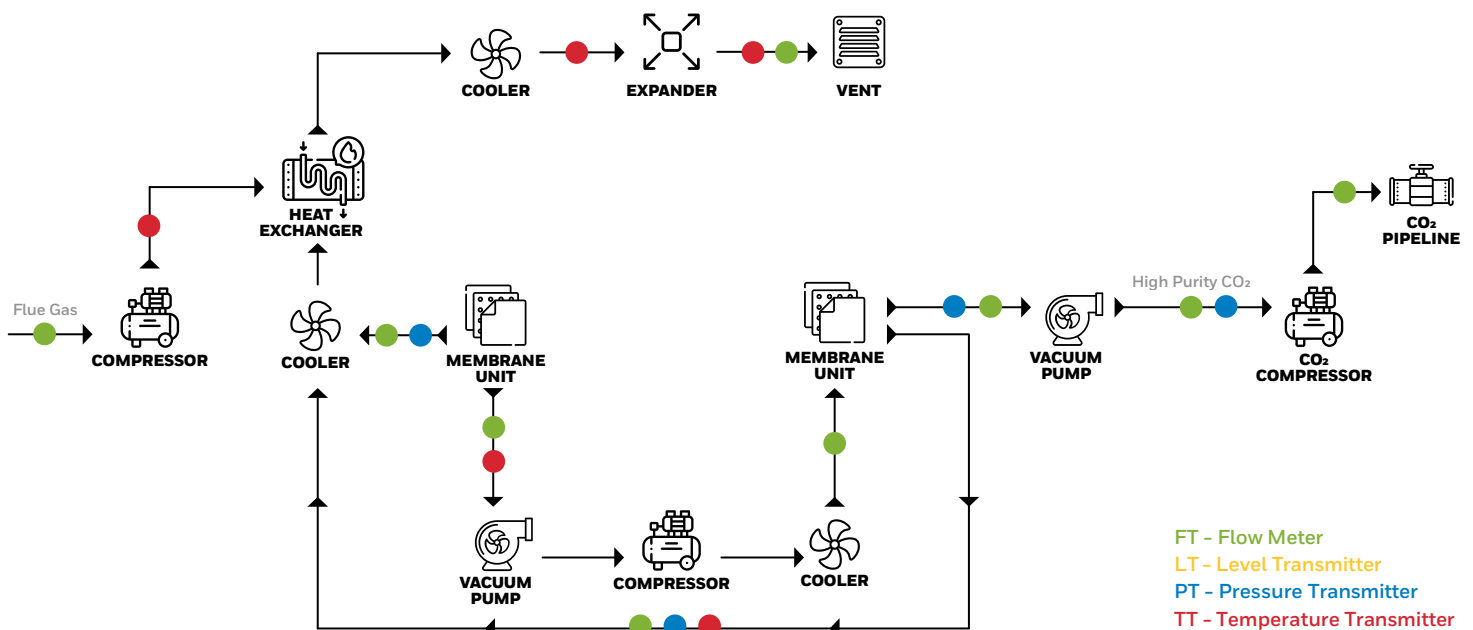 COOLER
EXPANDER
VENT
HEAT
EXCHANGER
CO₂
PIPELINE
Flue Gas
High Purity CO₂
COMPRESSOR
COOLER
MEMBRANE
UNIT
MEMBRANE
UNIT
VACUUM
PUMP
CO₂
COMPRESSOR
VACUUM
PUMP
COMPRESSOR
COOLER
FT - Flow Meter
LT - Level Transmitter
PT - Pressure Transmitter
TT - Temperature Transmitter